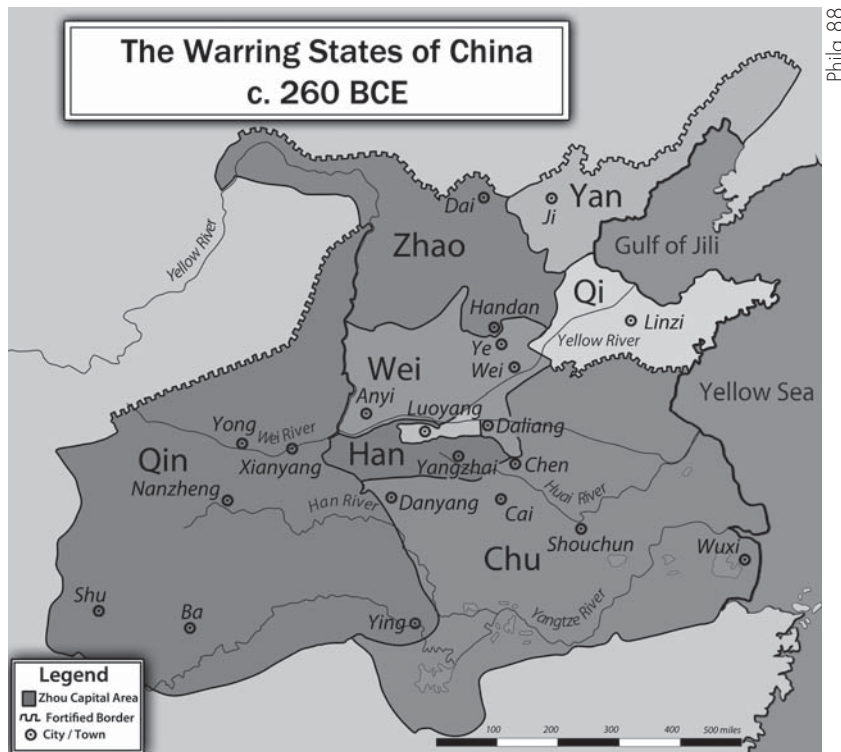 The Warring States of China
c. 260 BCE
Philg 88
Yan
Dai
Ji
Zhao
Gulf of Jili
Yellow River
Qi
Handan
Linzi
Ye
Yellow River
Wei
Wei
Yellow Sea
Anyi
Luoyang
Daliang
Yong
Wei River
Han
Qin
Xianyang
Yangzhai
Chen
Nanzheng
Han River
Danyang
Cai
Huai River
Shouchun
Chu
Wuxi
Shu
Ba
Ying
Yangtze River
Legend
Zhou Capital Area
Fortified Border
City / Town
100 200 300 400 500 miles